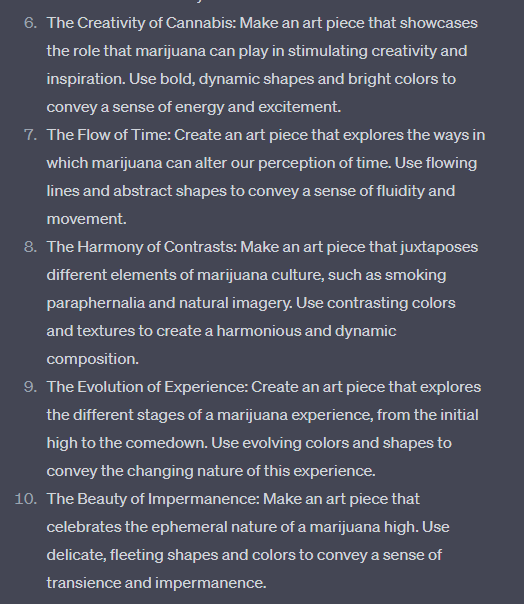 6. The Creativity of Cannabis: Make an art piece that showcases
the role that marijuana can play in stimulating creativity and
inspiration. Use bold, dynamic shapes and bright colors to
convey a sense of energy and excitement.
7. The Flow of Time: Create an art piece that explores the ways in
which marijuana can alter our perception of time. Use flowing
lines and abstract shapes to convey a sense of fluidity and
movement.
8. The Harmony of Contrasts: Make an art piece that juxtaposes
different elements of marijuana culture, such as smoking
paraphernalia and natural imagery. Use contrasting colors
and textures to create a harmonious and dynamic
composition.
9. The Evolution of Experience: Create an art piece that explores
the different stages of a marijuana experience, from the initial
high to the comedown. Use evolving colors and shapes to
convey the changing nature of this experience.
10. The Beauty of Impermanence: Make an art piece that
celebrates the ephemeral nature of a marijuana high. Use
delicate, fleeting shapes and colors to convey a sense of
transience and impermanence.